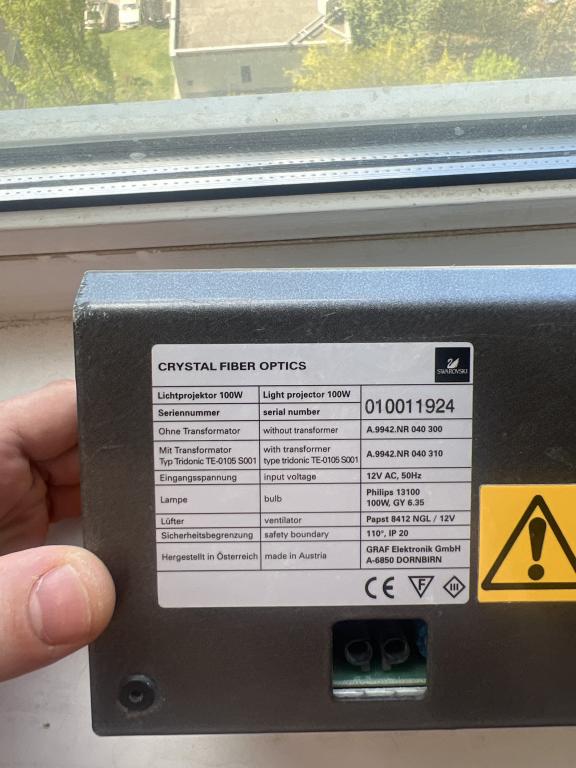 CRYSTAL FIBER OPTICS
SWAROVSKI
Lichtprojektor 100W Light projector 100W
Seriennummer serial number 010011924
Ohne Transformator without transformer A.9942.NR 040 300
Mit Transformator with transformer A.9942.NR 040 310
Typ Tridonic TE-0105 S001 type tridonic TE-0105 S001
Eingangsspannung input voltage 12V AC, 50Hz
Lampe bulb Philips 13100
100W, GY 6.35
Lüfter ventilator Papst 8412 NGL / 12V
Sicherheitsbegrenzung safety boundary 110°, IP 20
Hergestellt in Österreich made in Austria GRAF Elektronik GmbH
A-6850 DORNBIRN
CE F III
!